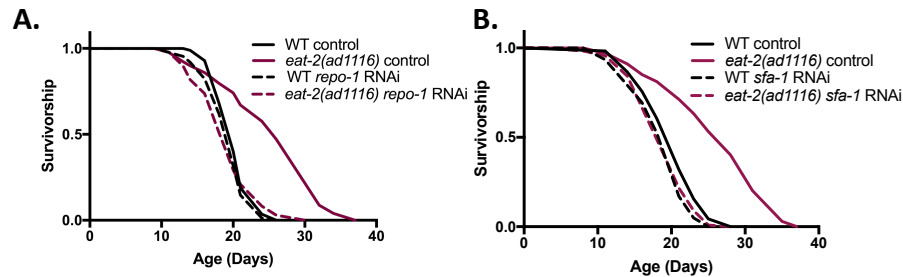 A.
WT control
eat-2(ad1116) control
WT repo-1 RNAi
eat-2(ad1116) repo-1 RNAi
1.0
0.5
0.0
Survivorship
0
10
20
30
40
Age (Days)
B.
WT control
eat-2(ad1116) control
WT sfa-1 RNAi
eat-2(ad1116) sfa-1 RNAi
1.0
0.5
0.0
Survivorship
0
10
20
30
40
Age (Days)